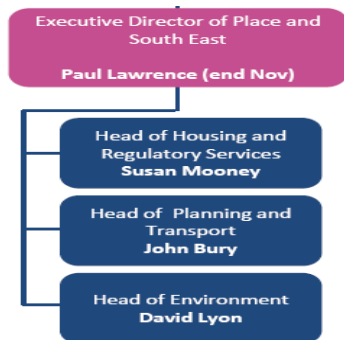 Executive Director of Place and
South East
Paul Lawrence (end Nov)
Head of Housing and
Regulatory Services
Susan Mooney
Head of Planning and
Transport
John Bury
Head of Environment
David Lyon